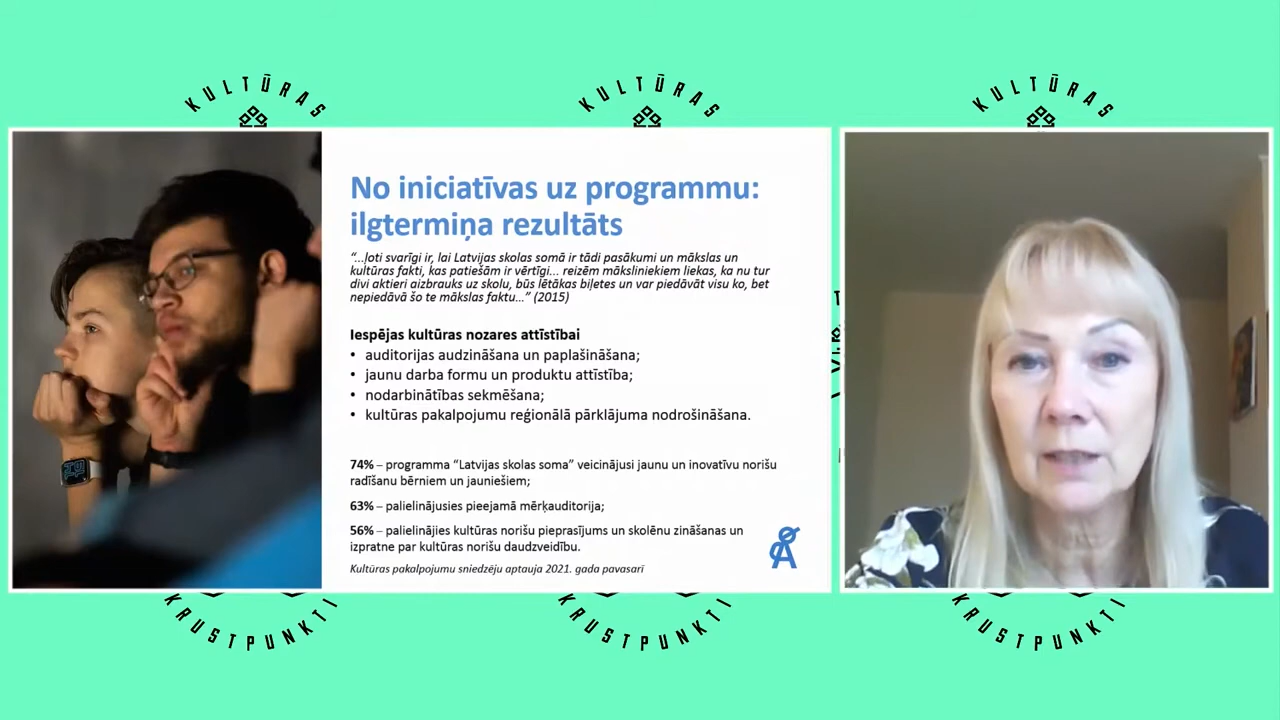 KULTŪRAS
KULTŪRAS
KULTŪRAS
No iniciatīvas uz programmu:
ilgtermiņa rezultāts
“...ļoti svarīgi ir, lai Latvijas skolas somā ir tādi pasākumi un mākslas un
kultūras fakti, kas patiešām ir vērtīgi... reizēm māksliniekiem liekas, ka nu tur
divi aktieri aizbrauks uz skolu, būs lētākas biļetes un var piedāvāt visu ko, bet
nepiedāvā šo te mākslas faktu...” (2015)
Iespējas kultūras nozares attīstībai
• auditorijas audzināšana un paplašināšana;
• jaunu darba formu un produktu attīstība;
• nodarbinātības sekmēšana;
• kultūras pakalpojumu reģionālā pārklājuma nodrošināšana.
74% – programma “Latvijas skolas soma” veicinājusi jaunu un inovatīvu norišu
radīšanu bērniem un jauniešiem;
63% – palielinājusies pieejamā mērķauditorija;
56% – palielinājies kultūras norišu pieprasījums un skolēnu zināšanas un
izpratne par kultūras norišu daudzveidību.
Kultūras pakalpojumu sniedzēju aptauja 2021. gada pavasarī
KRUSTPUNKTI
KRUSTPUNKTI
KRUSTPUNKTI